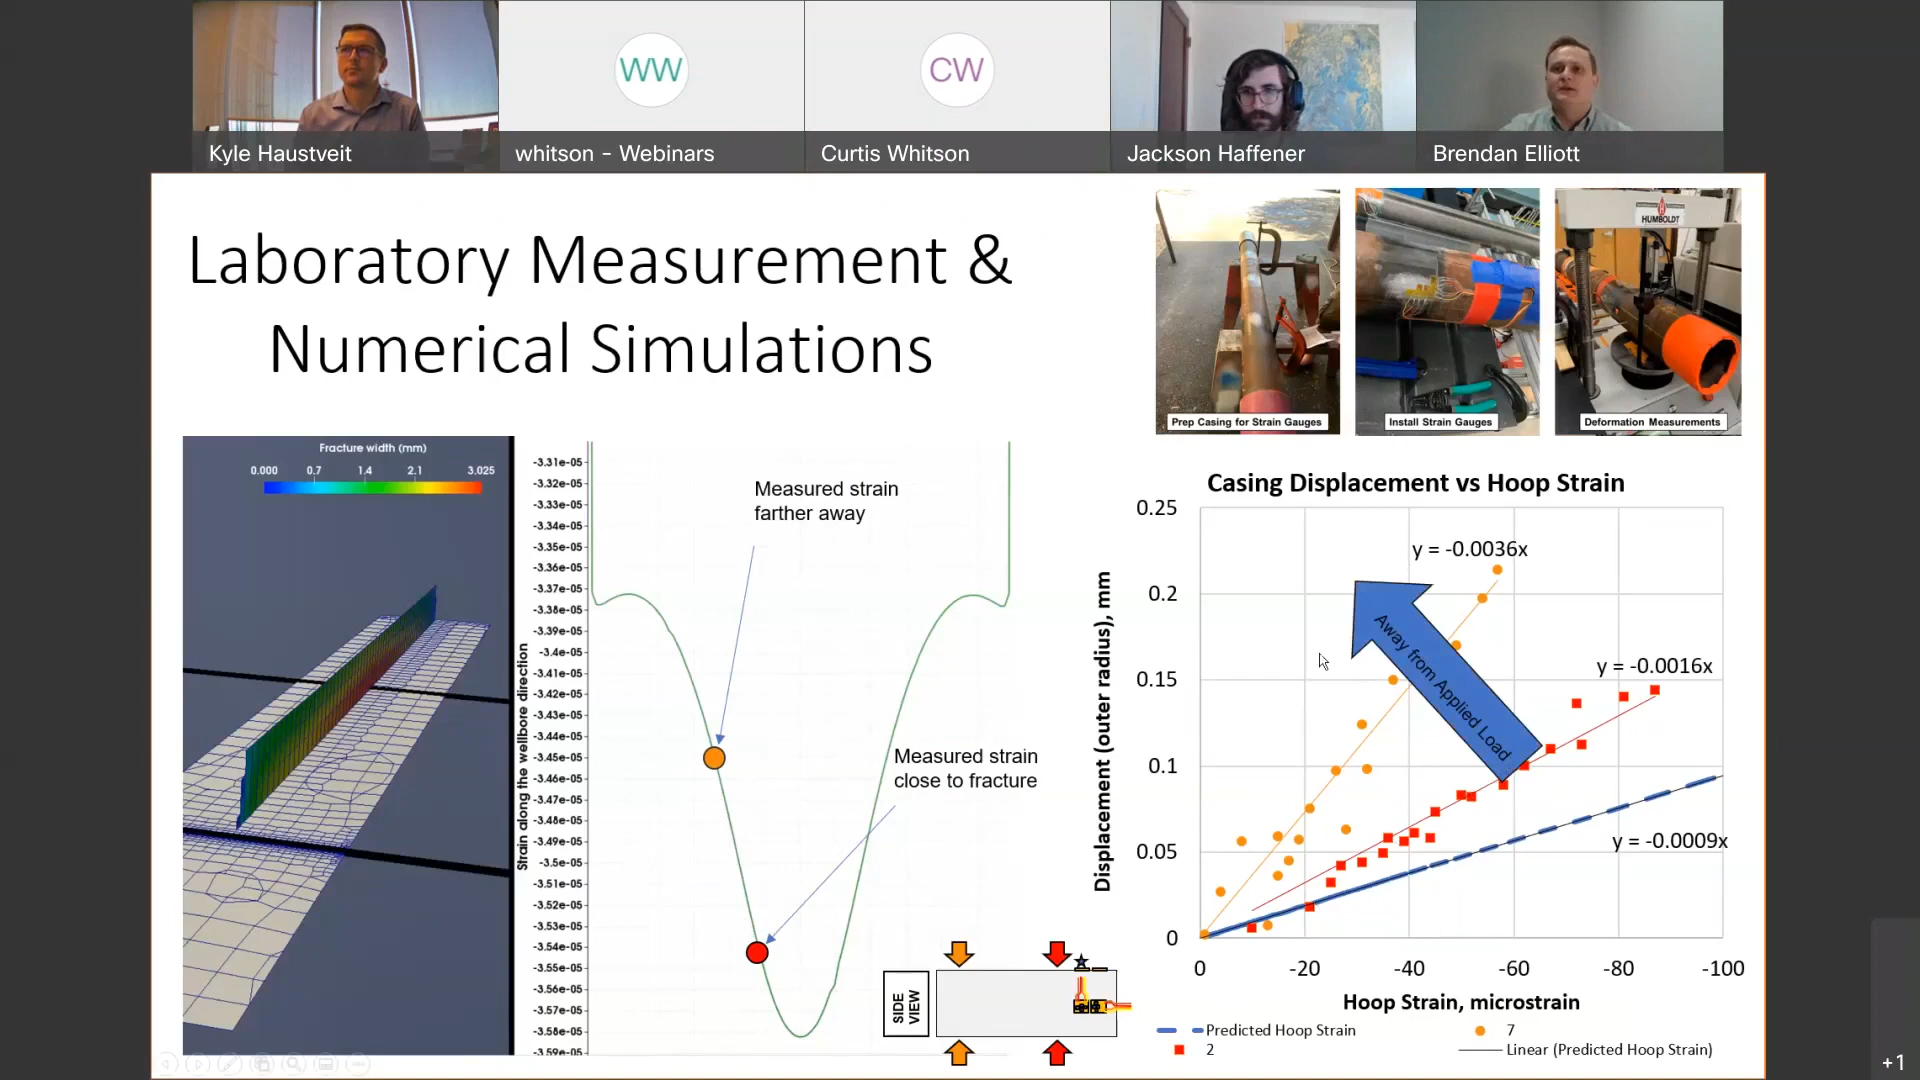 WW
CW
Kyle Haustveit
whitson - Webinars
Curtis Whitson
Jackson Haffener
Brendan Elliott
Laboratory Measurement &
Numerical Simulations
HUMBOLDT
Prep Casing for Strain Gauges
Install Strain Gauges
Deformation Measurements
Fracture width (mm)
0.000 0.7 1.4 2.1 3.025
Strain along the wellbore direction
-3.31e-05
-3.32e-05
-3.33e-05
-3.34e-05
-3.35e-05
-3.36e-05
-3.37e-05
-3.38e-05
-3.39e-05
-3.4e-05
-3.41e-05
-3.42e-05
-3.43e-05
-3.44e-05
-3.45e-05
-3.46e-05
-3.47e-05
-3.48e-05
-3.49e-05
-3.5e-05
-3.51e-05
-3.52e-05
-3.53e-05
-3.54e-05
-3.55e-05
-3.56e-05
-3.57e-05
-3.58e-05
-3.59e-05
Measured strain
farther away
Measured strain
close to fracture
SIDE
VIEW
Casing Displacement vs Hoop Strain
Displacement (outer radius), mm
0.25
0.2
0.15
0.1
0.05
0
y = -0.0036x
Away from Applied Load
y = -0.0016x
y = -0.0009x
0 -20 -40 -60 -80 -100
Hoop Strain, microstrain
Predicted Hoop Strain
7
2
Linear (Predicted Hoop Strain)
+1